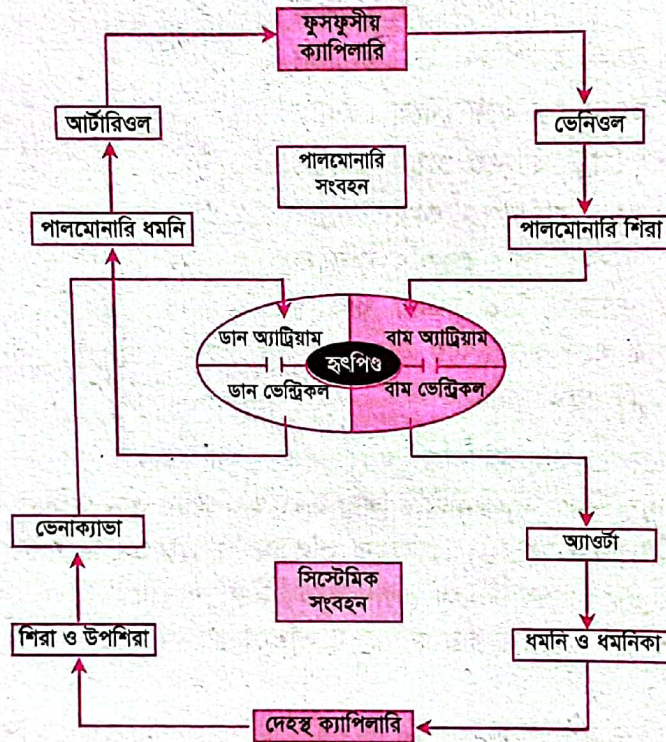 ফুসফুসীয়
ক্যাপিলারি
আর্টারিওল
ভেনিওল
পালমোনারি
সংবহন
পালমোনারি ধমনি
পালমোনারি শিরা
ডান অ্যাট্রিয়াম
বাম অ্যাট্রিয়াম
হৃৎপিণ্ড
ডান ভেন্ট্রিকল
বাম ভেন্ট্রিকল
ভেনাক্যাভা
অ্যাওর্টা
সিস্টেমিক
সংবহন
শিরা ও উপশিরা
ধমনি ও ধমনিকা
দেহস্থ ক্যাপিলারি